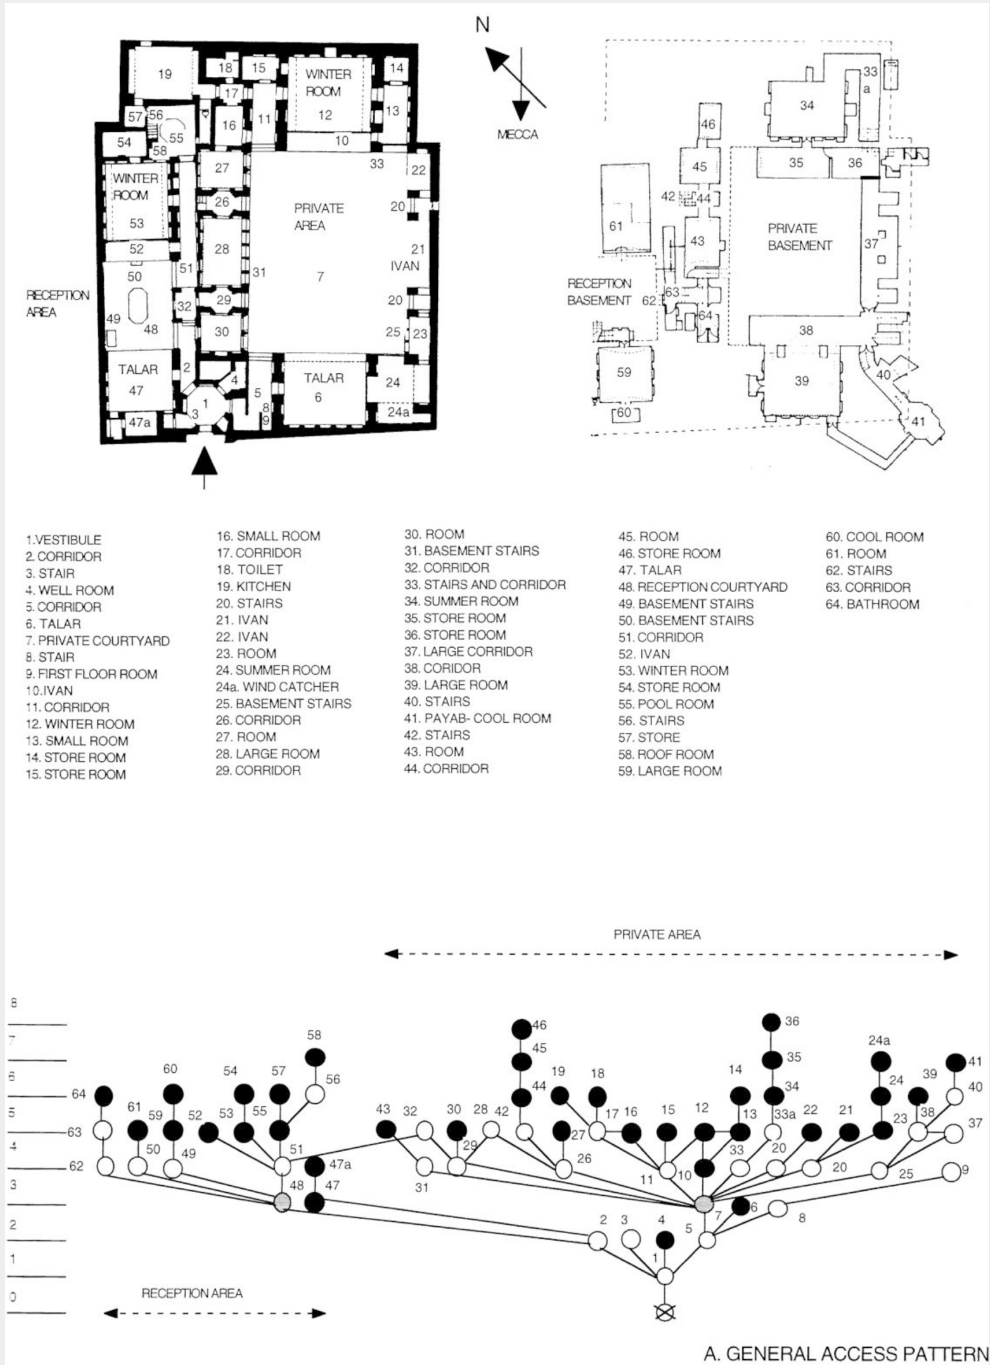 N
MECCA
19
18
15
WINTER
ROOM
12
14
17
16
11
13
10
57
56
55
54
58
33
27
22
WINTER
ROOM
53
26
PRIVATE
AREA
20
52
28
21
IVAN
50
51
31
7
RECEPTION
AREA
29
20
32
49
48
30
25
23
TALAR
47
2
4
5
TALAR
6
24
1
3
8
9
24a
47a
33
a
34
46
45
35
36
42
44
61
43
PRIVATE
BASEMENT
37
RECEPTION
BASEMENT
62
63
64
38
59
39
40
60
41
1.VESTIBULE
2. CORRIDOR
3. STAIR
4. WELL ROOM
5. CORRIDOR
6. TALAR
7. PRIVATE COURTYARD
8. STAIR
9. FIRST FLOOR ROOM
10.IVAN
11. CORRIDOR
12. WINTER ROOM
13. SMALL ROOM
14. STORE ROOM
15. STORE ROOM
16. SMALL ROOM
17. CORRIDOR
18. TOILET
19. KITCHEN
20. STAIRS
21. IVAN
22. IVAN
23. ROOM
24. SUMMER ROOM
24a. WIND CATCHER
25. BASEMENT STAIRS
26. CORRIDOR
27. ROOM
28. LARGE ROOM
29. CORRIDOR
30. ROOM
31. BASEMENT STAIRS
32. CORRIDOR
33. STAIRS AND CORRIDOR
34. SUMMER ROOM
35. STORE ROOM
36. STORE ROOM
37. LARGE CORRIDOR
38. CORIDOR
39. LARGE ROOM
40. STAIRS
41. PAYAB- COOL ROOM
42. STAIRS
43. ROOM
44. CORRIDOR
45. ROOM
46. STORE ROOM
47. TALAR
48. RECEPTION COURTYARD
49. BASEMENT STAIRS
50. BASEMENT STAIRS
51. CORRIDOR
52. IVAN
53. WINTER ROOM
54. STORE ROOM
55. POOL ROOM
56. STAIRS
57. STORE
58. ROOF ROOM
59. LARGE ROOM
60. COOL ROOM
61. ROOM
62. STAIRS
63. CORRIDOR
64. BATHROOM
PRIVATE AREA
8
7
6
5
4
3
2
1
0
58
46
36
45
35
24a
41
64
60
54
57
56
44
19
18
14
34
24
39
40
63
61
59
52
53
55
43
32
30
28
42
27
17
16
15
12
13
33a
22
21
23
38
37
62
50
49
51
47a
31
29
26
11
10
33
20
20
25
9
48
47
7
6
8
2
3
4
5
1
RECEPTION AREA
A. GENERAL ACCESS PATTERN